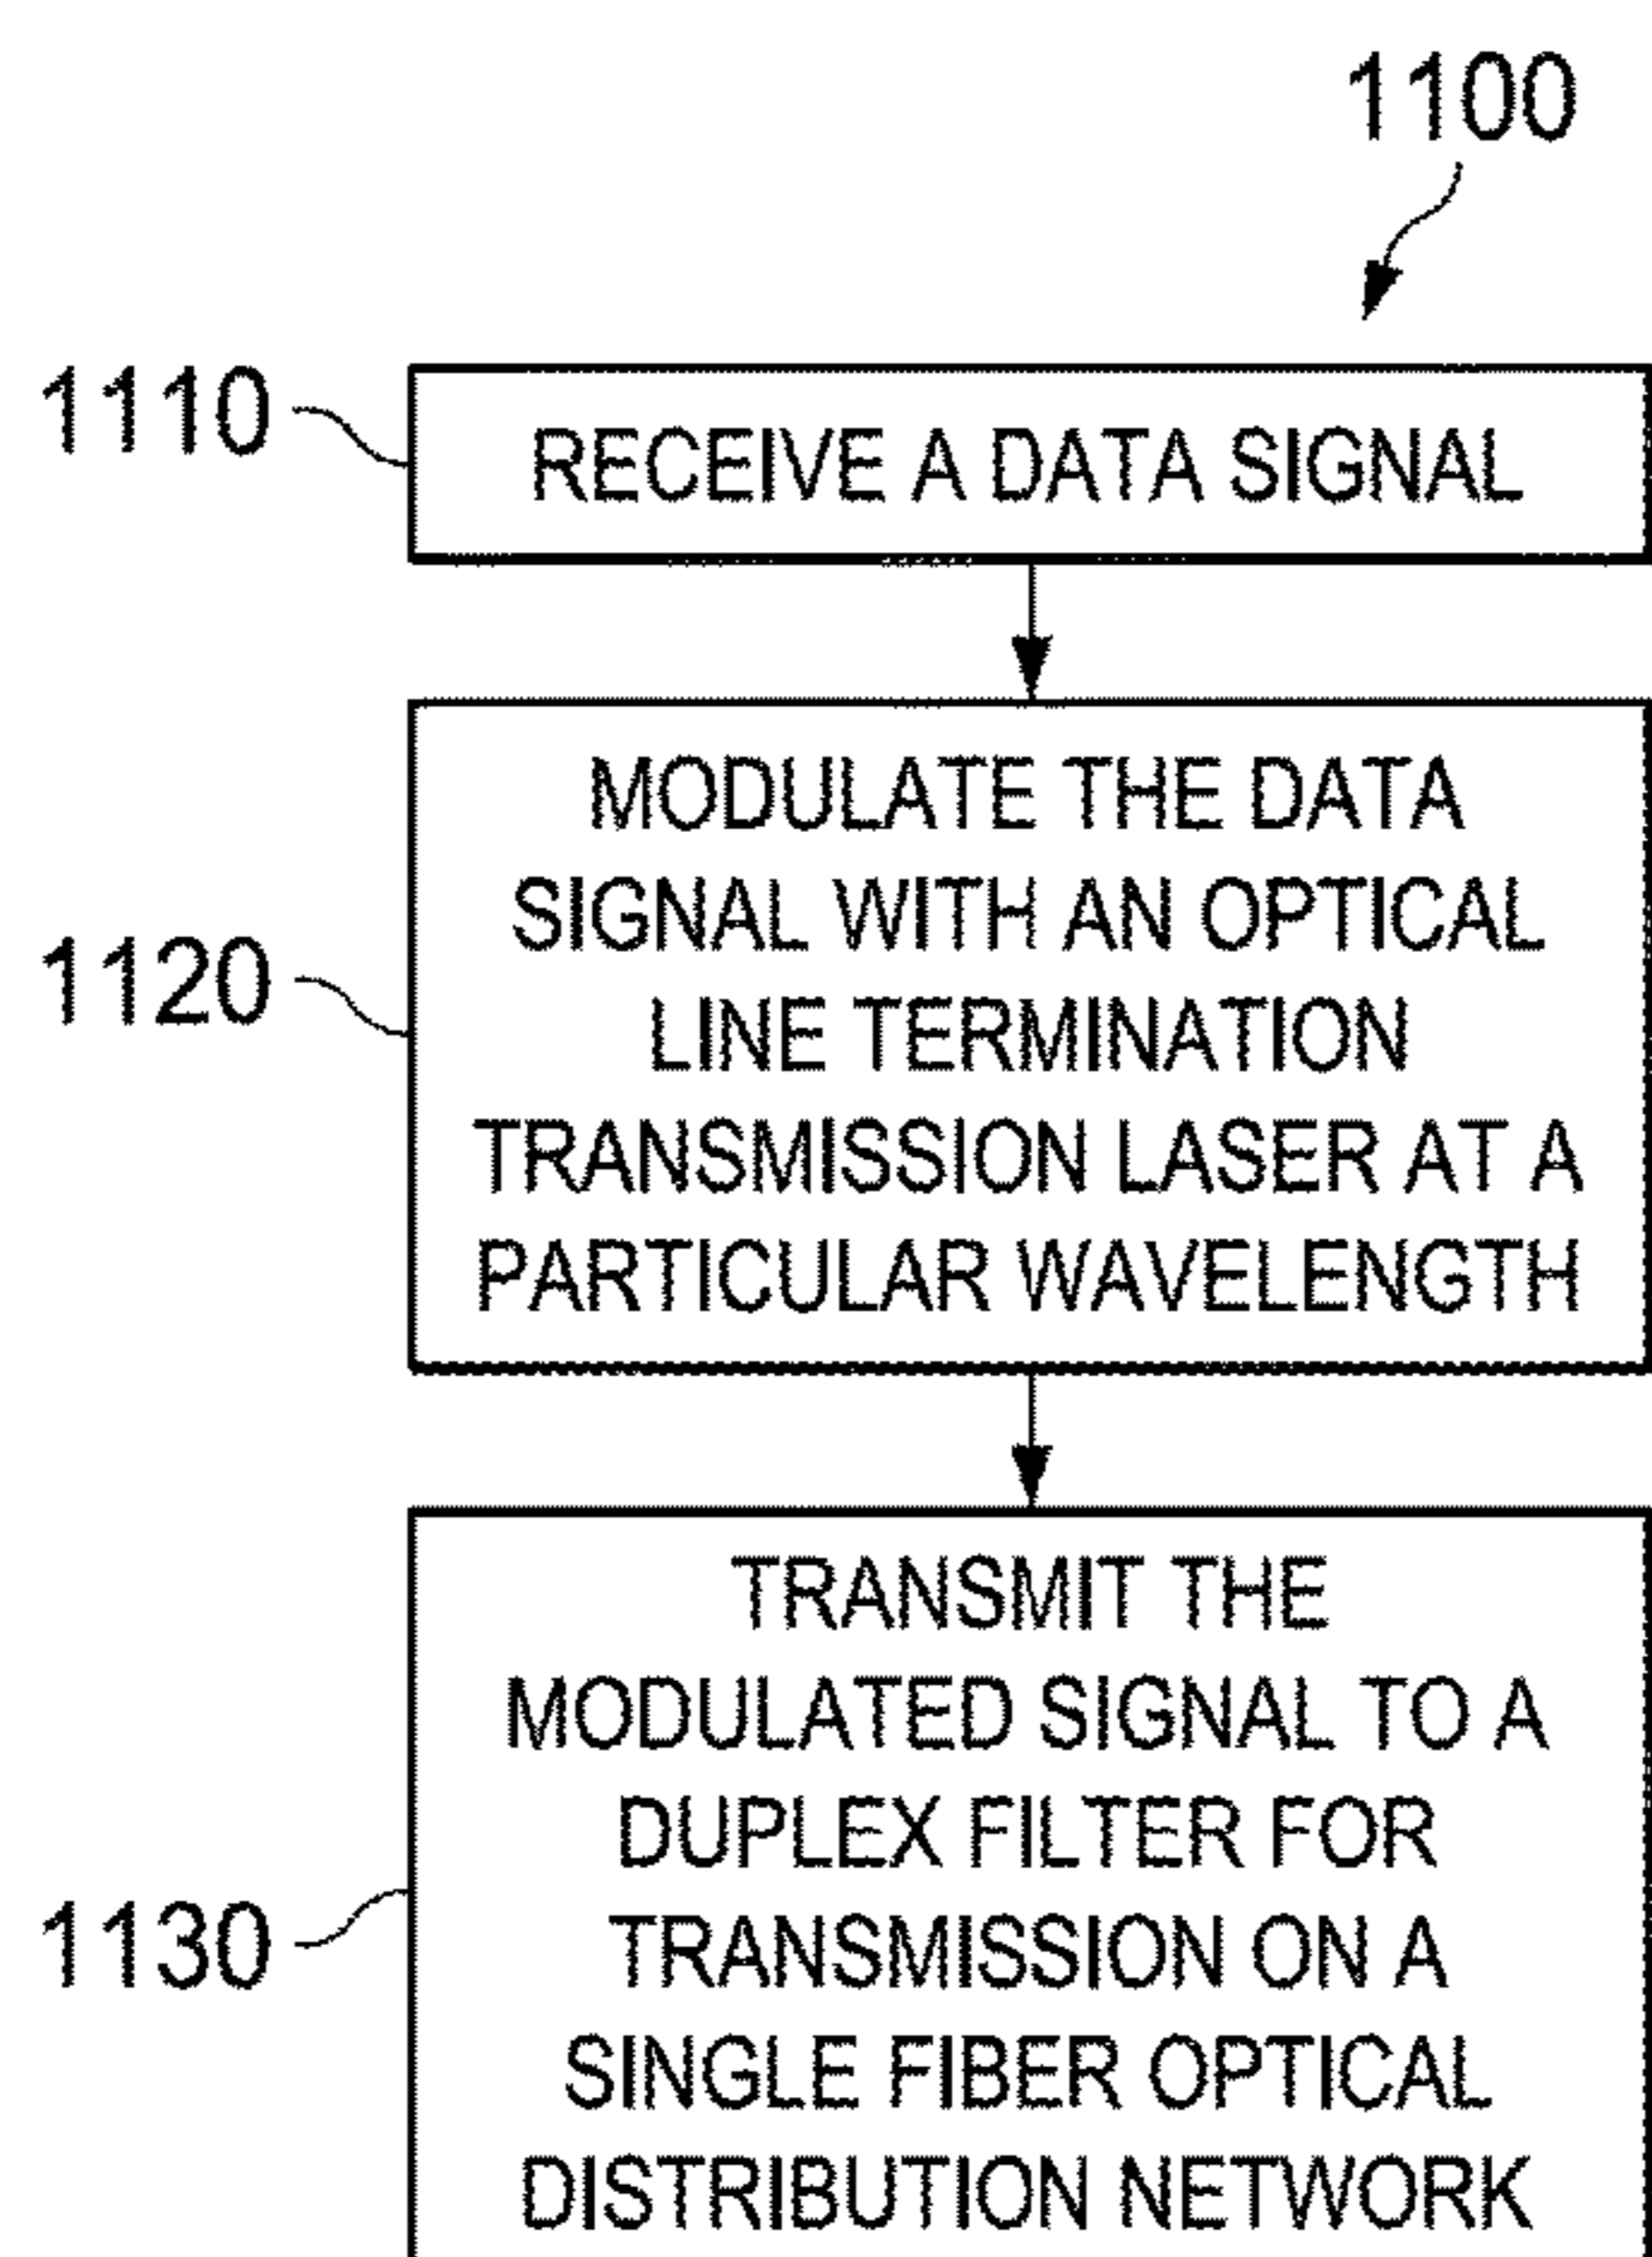 1100
1110
RECEIVE A DATA SIGNAL
1120
MODULATE THE DATA
SIGNAL WITH AN OPTICAL
LINE TERMINATION
TRANSMISSION LASER AT A
PARTICULAR WAVELENGTH
1130
TRANSMIT THE
MODULATED SIGNAL TO A
DUPLEX FILTER FOR
TRANSMISSION ON A
SINGLE FIBER OPTICAL
DISTRIBUTION NETWORK